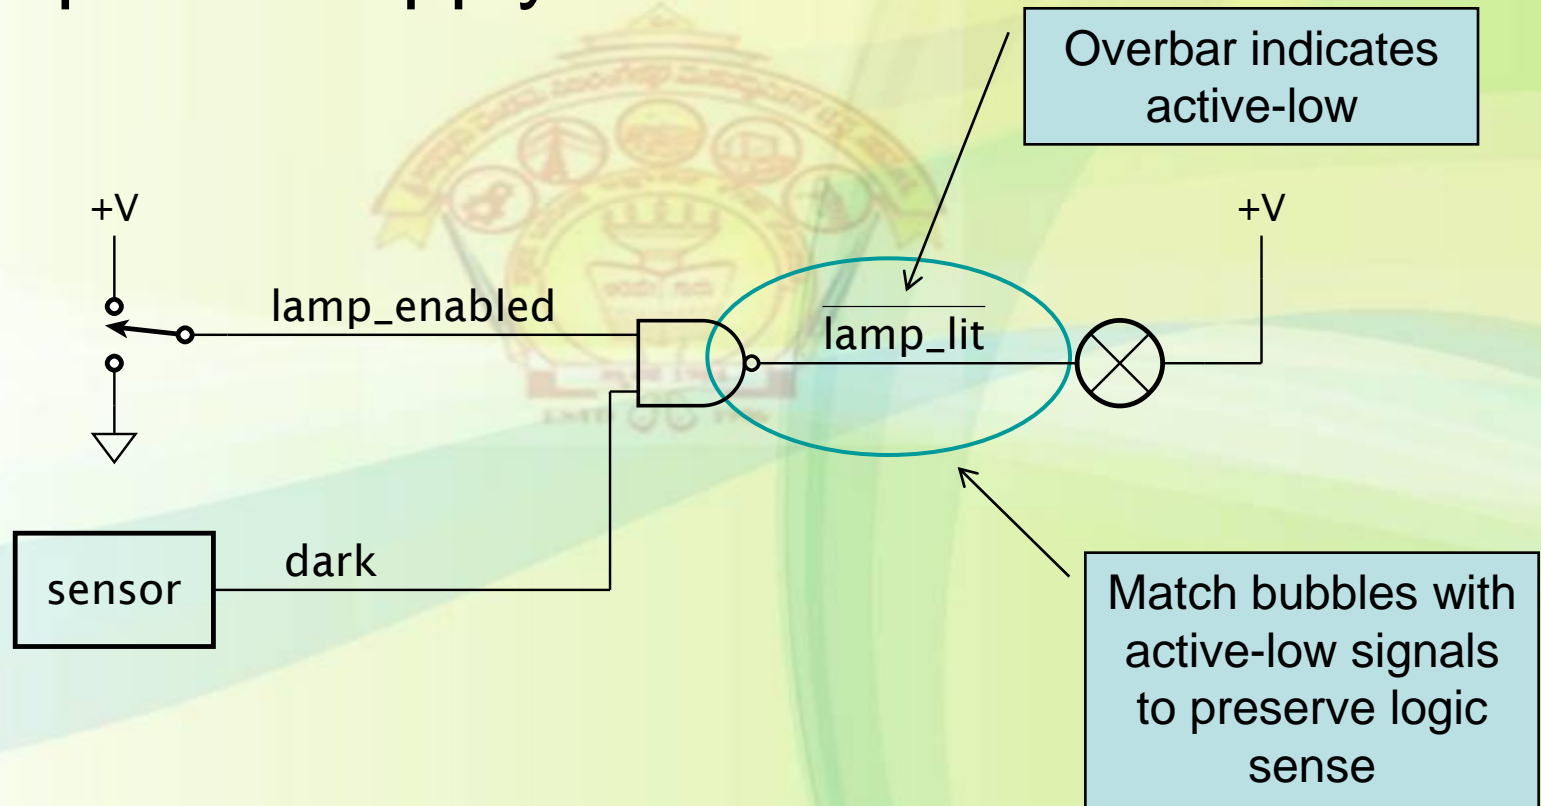 Overbar indicates
active-low
+V
+V
lamp_enabled
lamp_lit
dark
sensor
Match bubbles with
active-low signals
to preserve logic
sense